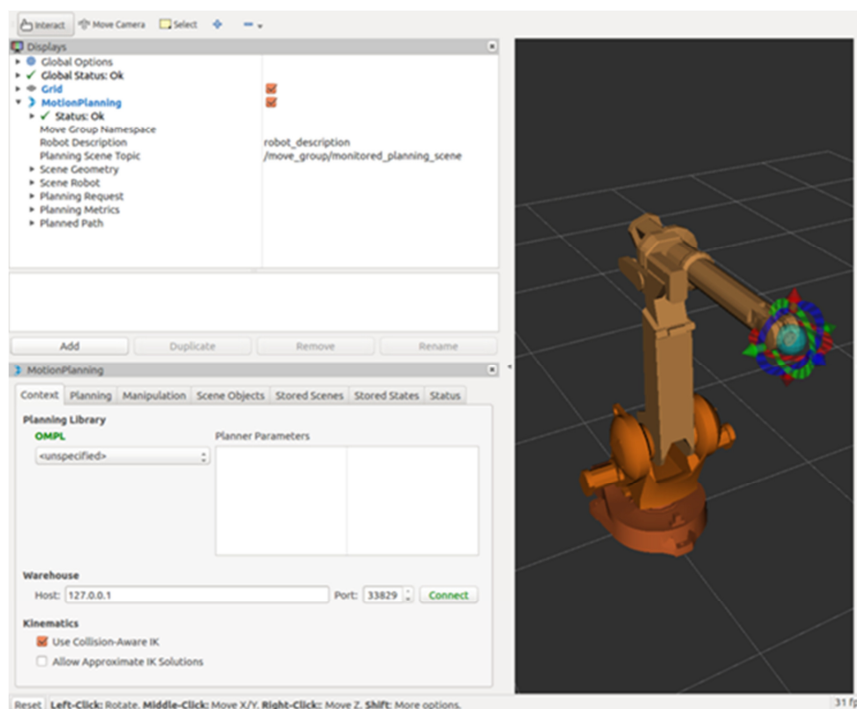 Interact Move Camera Select
Displays
Global Options
Global Status: Ok
Grid
MotionPlanning
Status: Ok
Move Group Namespace
Robot Description robot_description
Planning Scene Topic /move_group/monitored_planning_scene
Scene Geometry
Scene Robot
Planning Request
Planning Metrics
Planned Path
Add Duplicate Remove Rename
MotionPlanning
Context Planning Manipulation Scene Objects Stored Scenes Stored States Status
Planning Library
OMPL Planner Parameters
<unspecified>
Warehouse
Host: 127.0.0.1 Port: 33829 Connect
Kinematics
Use Collision-Aware IK
Allow Approximate IK Solutions
Reset Left-Click: Rotate. Middle-Click: Move X/Y. Right-Click:: Move Z. Shift: More options. 31 fp